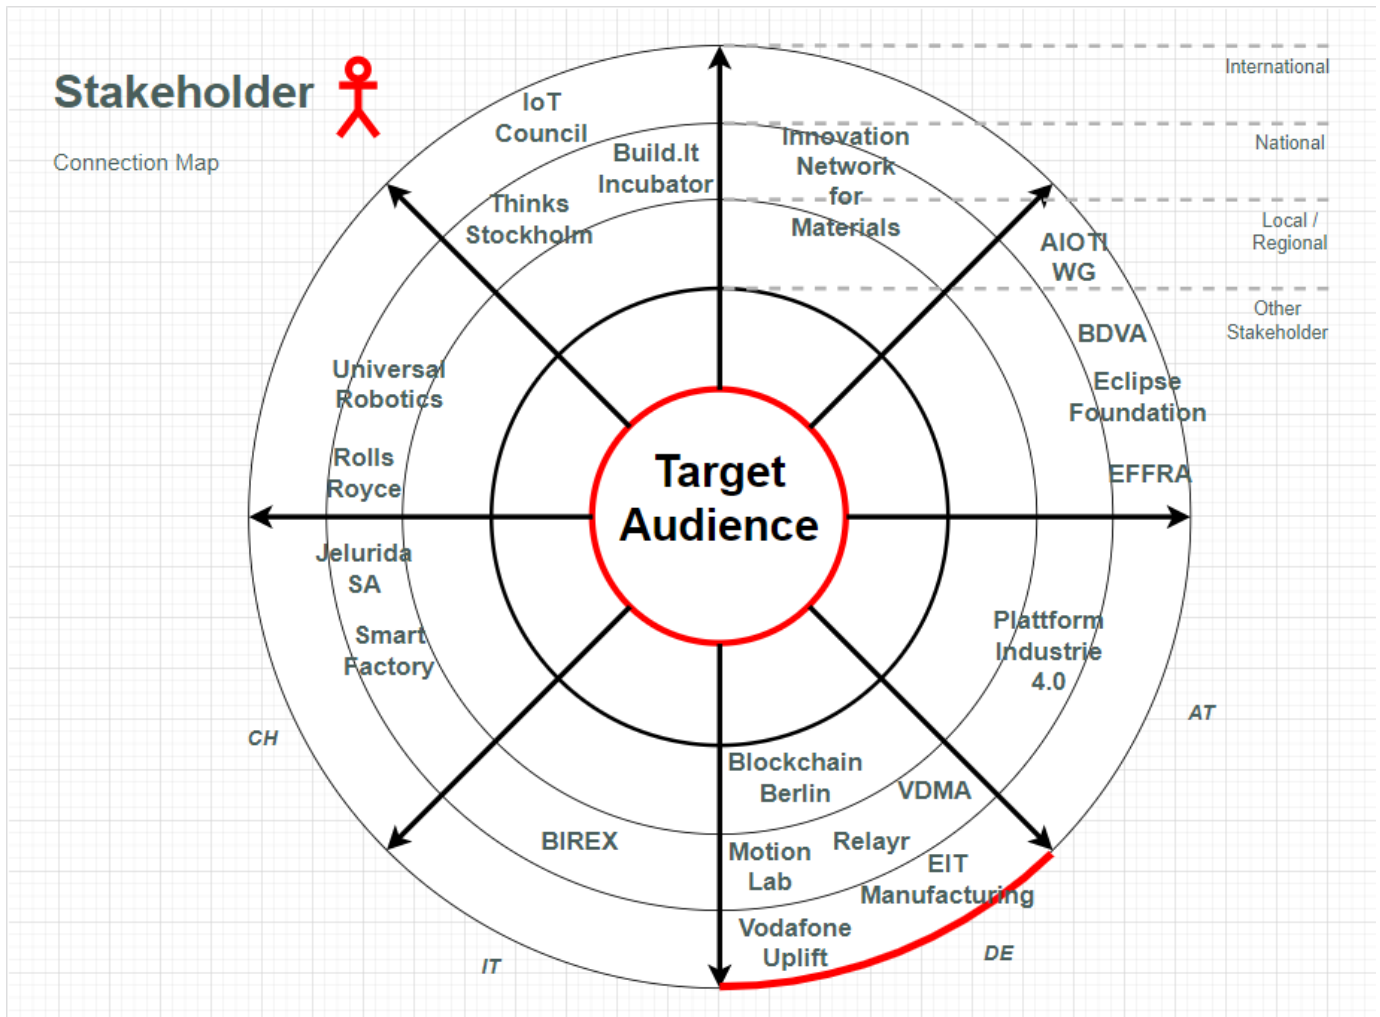 Stakeholder
Connection Map
International
National
Local /
Regional
Other
Stakeholder
IoT
Council
Build.It
Incubator
Thinks
Stockholm
Innovation
Network
for
Materials
AIOTI
WG
BDVA
Eclipse
Foundation
EFFRA
Universal
Robotics
Rolls
Royce
Target
Audience
Jelurida
SA
Smart
Factory
Plattform
Industrie
4.0
CH
AT
Blockchain
Berlin
VDMA
BIREX
Motion
Lab
Relayr
EIT
Manufacturing
Vodafone
Uplift
IT
DE